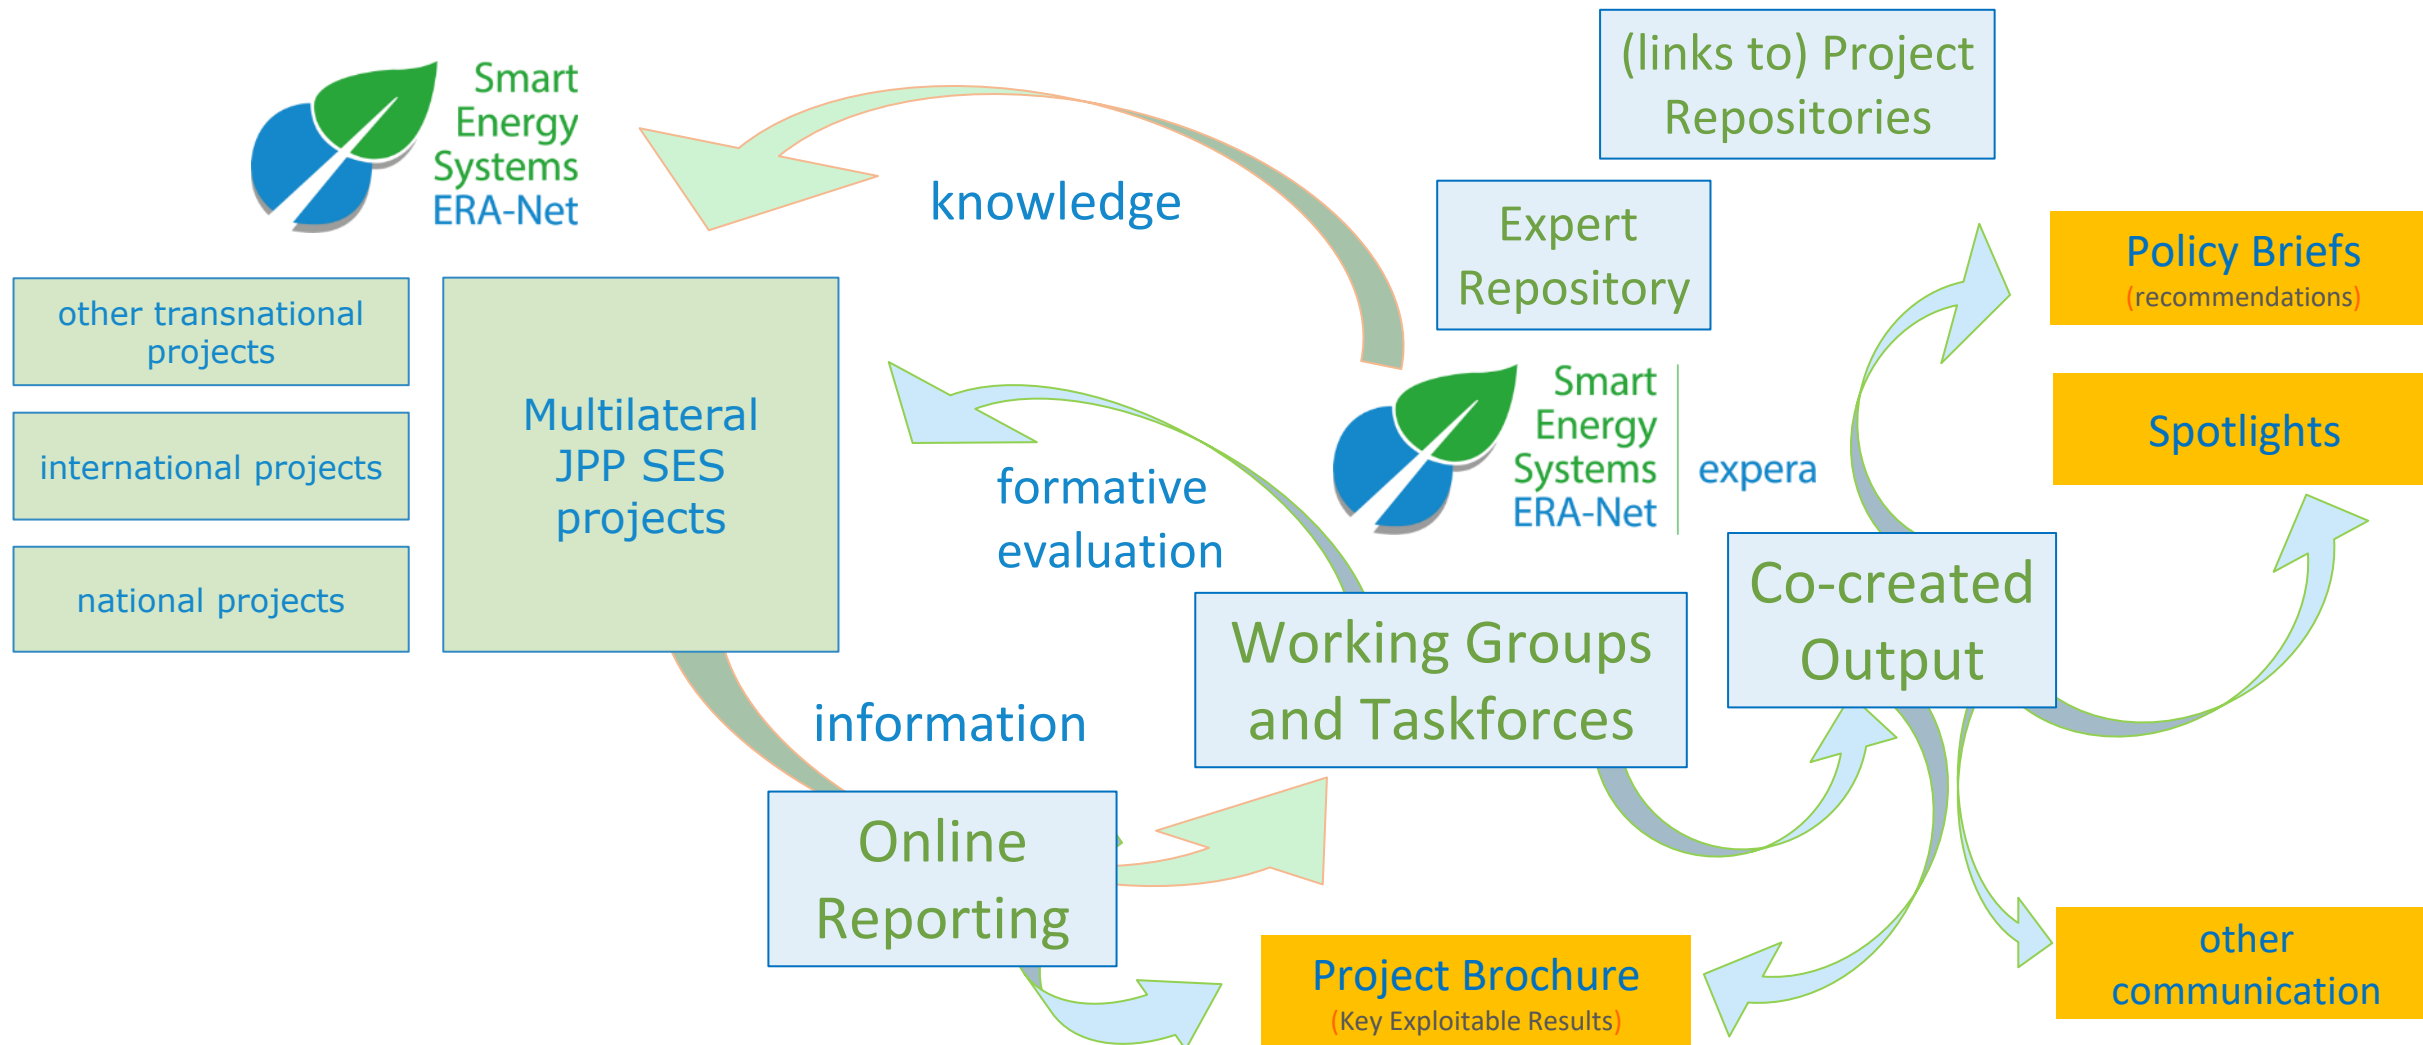 Smart
Energy
Systems
ERA-Net
(links to) Project
Repositories
knowledge
Expert
Repository
Policy Briefs
(recommendations)
other transnational
projects
international projects
national projects
Multilateral
JPP SES
projects
formative
evaluation
Smart
Energy
Systems
ERA-Net
expera
Spotlights
Co-created
Output
Working Groups
and Taskforces
information
Online
Reporting
Project Brochure
(Key Exploitable Results)
other
communication